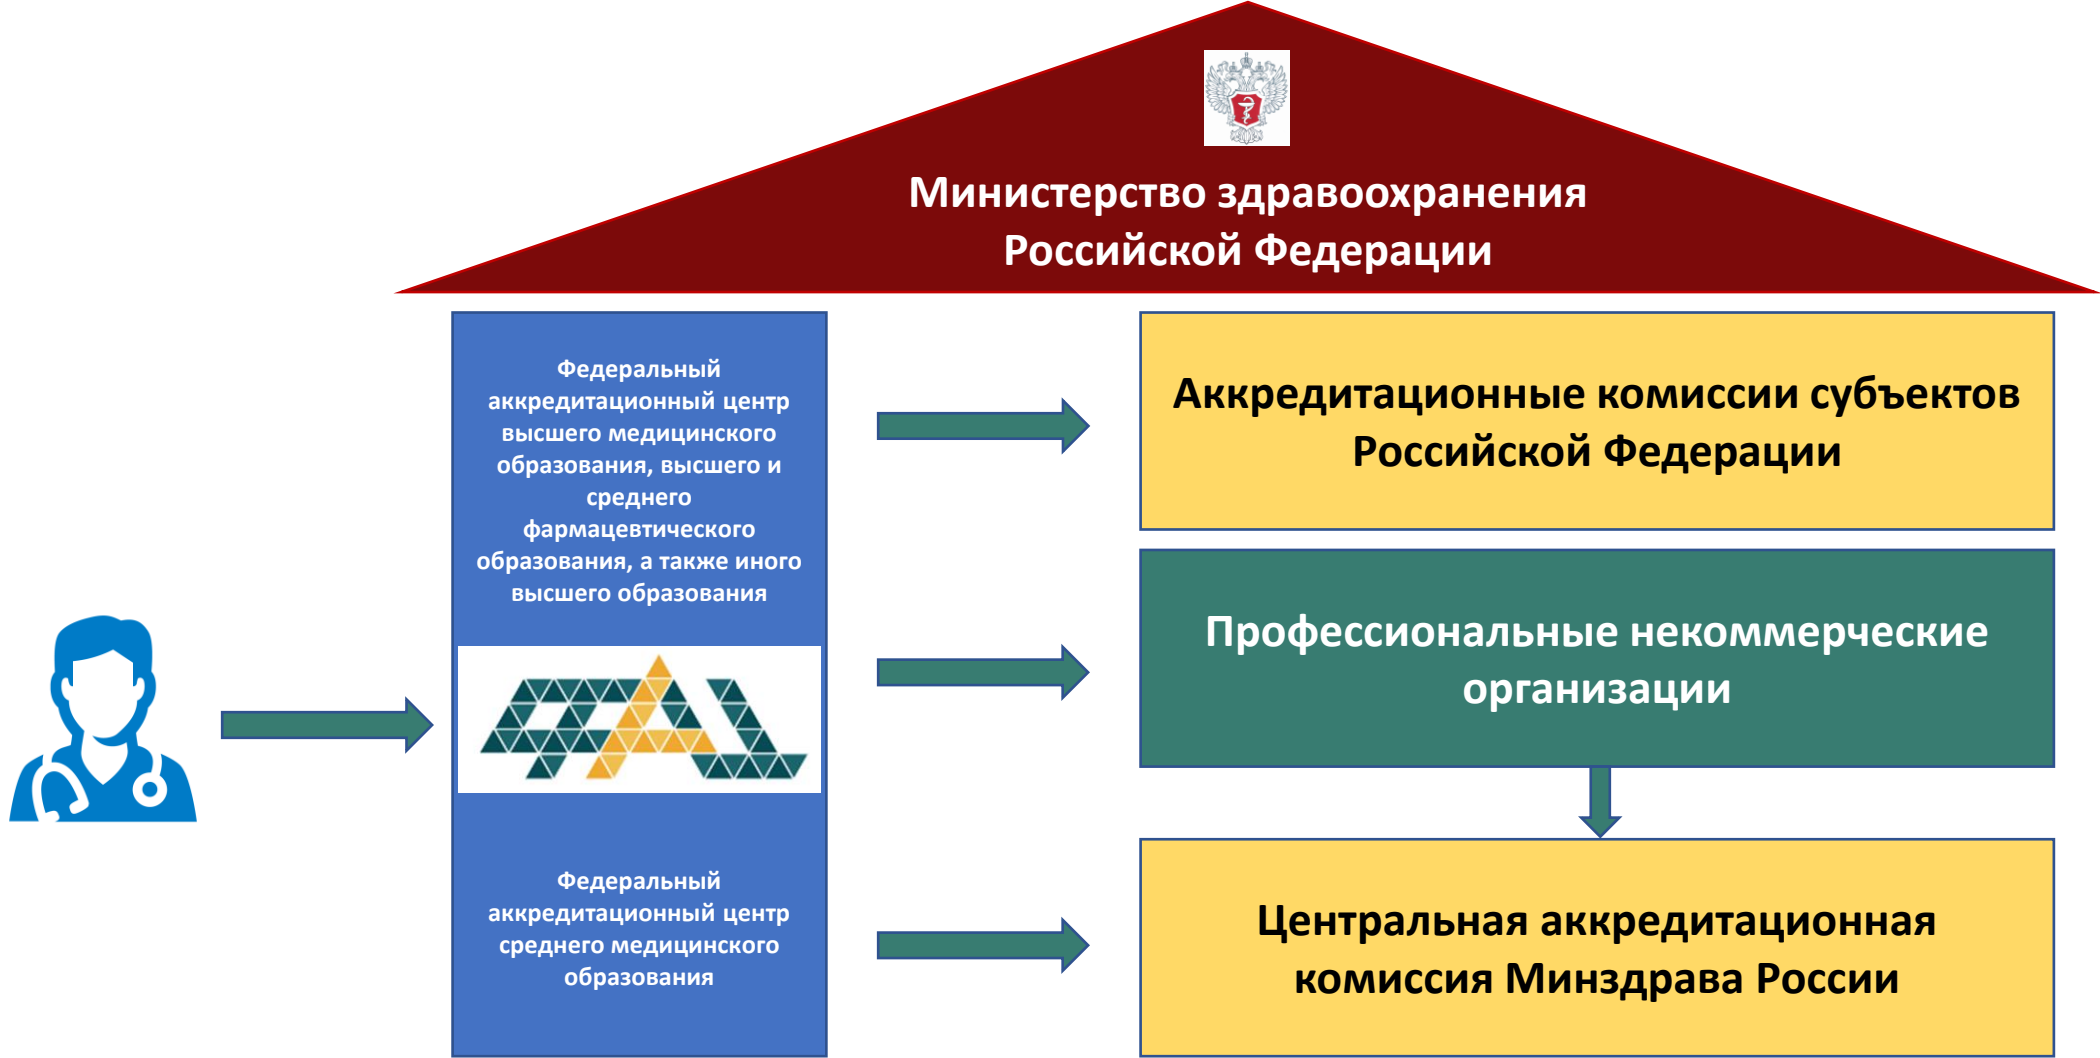 Министерство здравоохранения
Российской Федерации
Федеральный
аккредитационный центр
высшего медицинского
образования, высшего и
среднего
фармацевтического
образования, а также иного
высшего образования
Федеральный
аккредитационный центр
среднего медицинского
образования
Аккредитационные комиссии субъектов
Российской Федерации
Профессиональные некоммерческие
организации
Центральная аккредитационная
комиссия Минздрава России